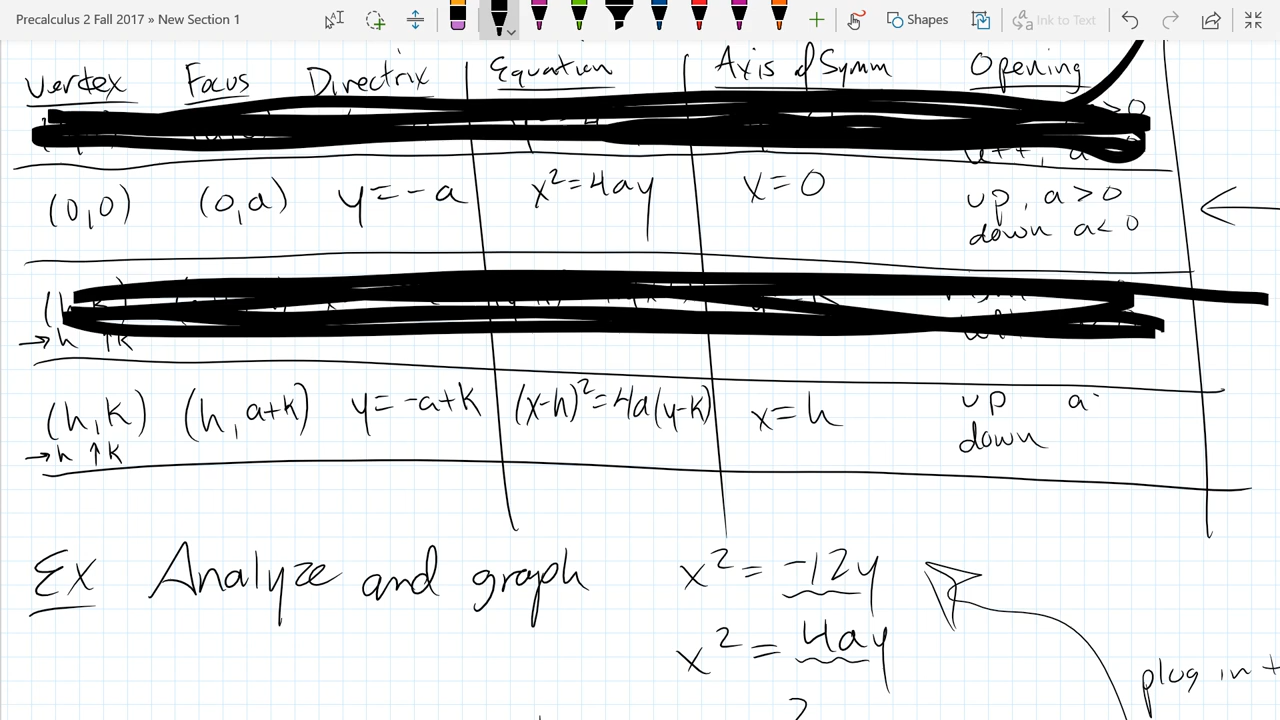 Precalculus 2 Fall 2017 » New Section 1
Shapes Ink to Text
Vertex Focus Directrix Equation Axis of Symm Opening
(0,0) (0,a) y=-a x²=4ay x=0 up, a>0
down a<0
→h ↑k
(h,k) (h,a+k) y=-a+k (x-h)²=4a(y-k) x=h up a
→h ↑k down
Ex Analyze and graph x²=-12y
x²=4ay
plug in